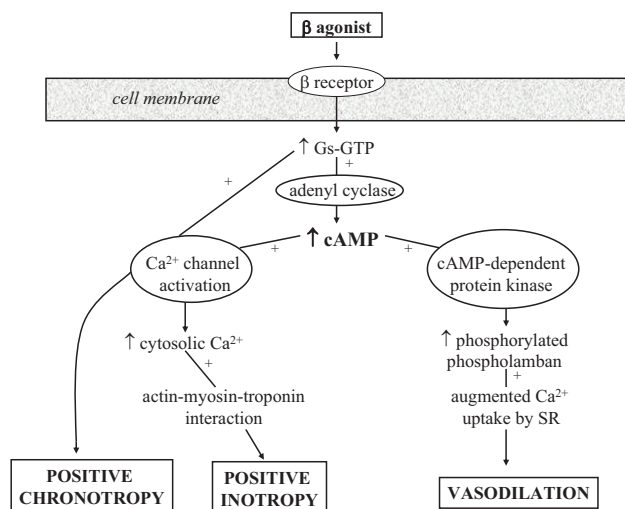 β agonist
β receptor
cell membrane
↑ Gs-GTP
+
+
adenyl cyclase
↑ cAMP
+
+
Ca²⁺ channel
activation
cAMP-dependent
protein kinase
↑ cytosolic Ca²⁺
+
↑ phosphorylated
phospholamban
+
actin-myosin-troponin
interaction
augmented Ca²⁺
uptake by SR
POSITIVE
CHRONOTROPY
POSITIVE
INOTROPY
VASODILATION